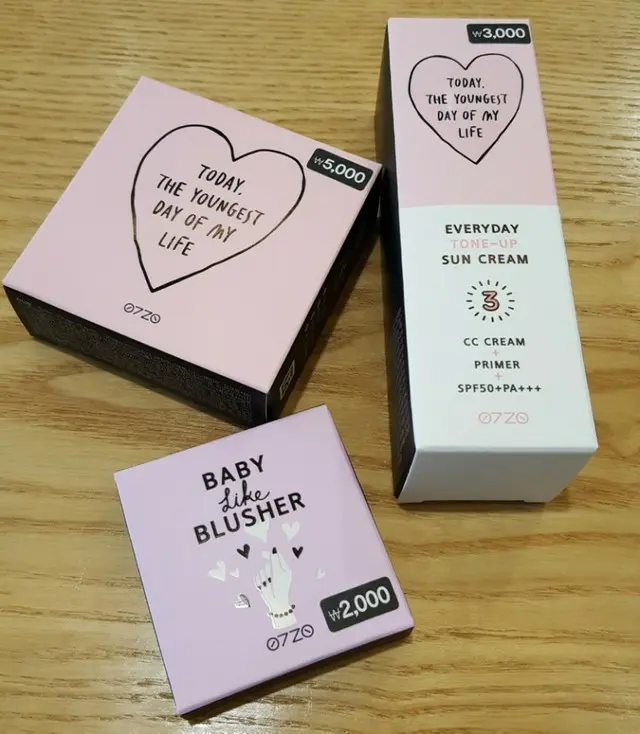 ₩5,000
TODAY.
THE YOUNGEST
DAY OF MY
LIFE
07ZO
₩3,000
TODAY.
THE YOUNGEST
DAY OF MY
LIFE
EVERYDAY
TONE-UP
SUN CREAM
3
CC CREAM
+
PRIMER
+
SPF50+PA+++
07ZO
BABY
Like
BLUSHER
₩2,000
07ZO